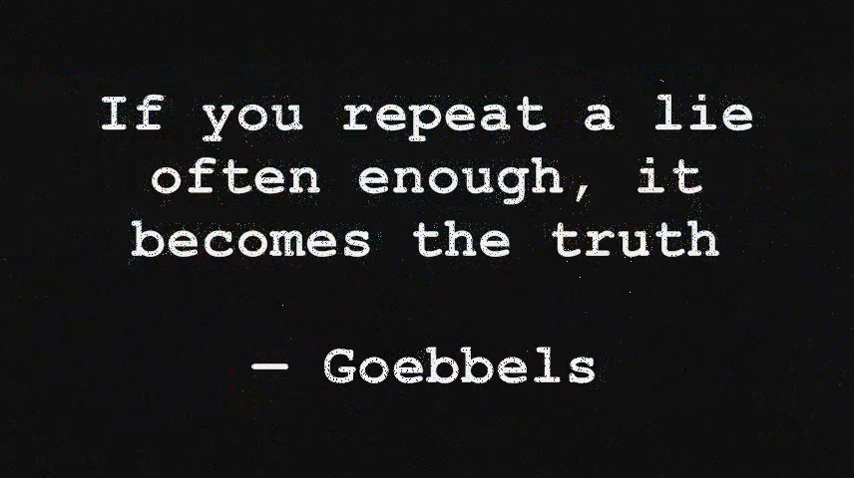 If you repeat a lie
often enough, it
becomes the truth
— Goebbels